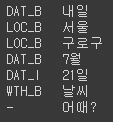 DAT_B 내일
LOC_B 서울
LOC_B 구로구
DAT_B 7월
DAT_I 21일
WTH_B 날씨
- 어때?